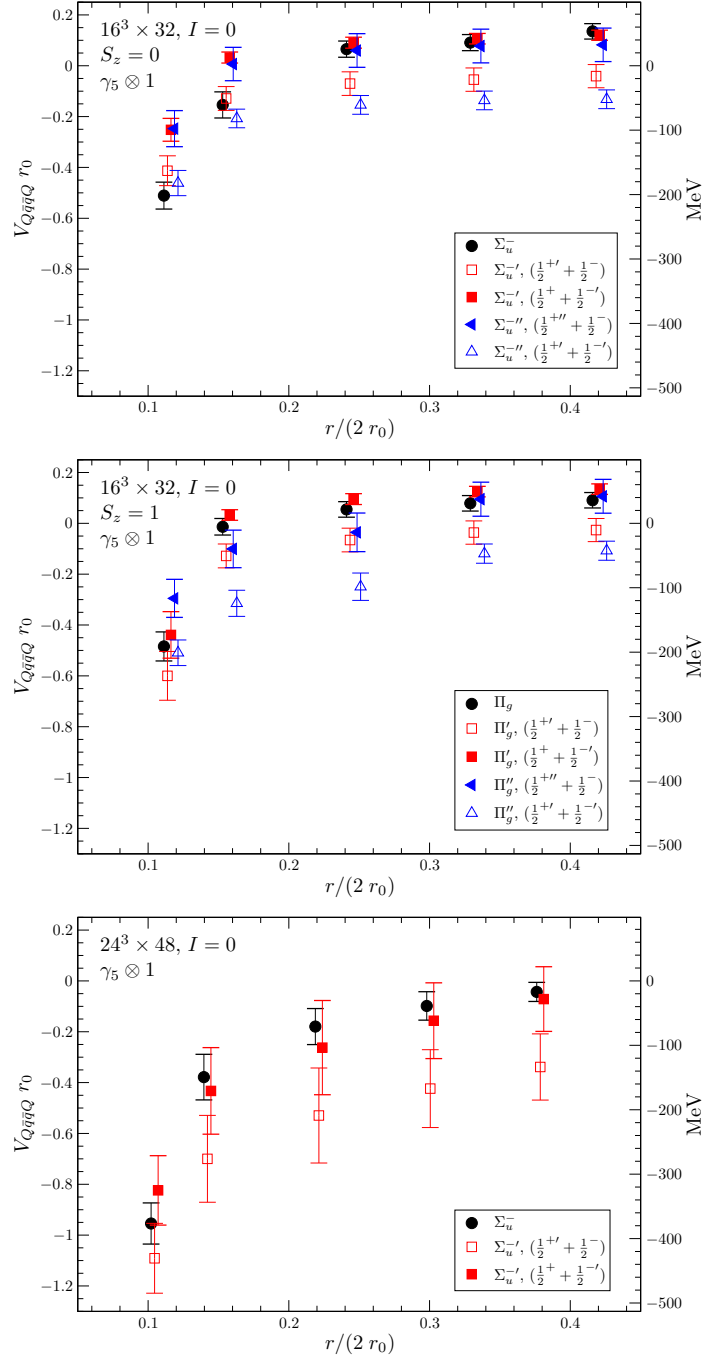 16³ × 32, I = 0
S_z = 0
γ₅ ⊗ 1
V_{Qq̄q̄Q} r₀
0.2
0
−0.2
−0.4
−0.6
−0.8
−1
−1.2
0
−100
−200
−300
−400
−500
MeV
Σ_u^−
Σ_u^{−′}, (½^{+′} + ½^−)
Σ_u^{−′}, (½^+ + ½^{−′})
Σ_u^{−″}, (½^{+″} + ½^−)
Σ_u^{−″}, (½^{+′} + ½^{−′})
0.1 0.2 0.3 0.4
r/(2 r₀)
16³ × 32, I = 0
S_z = 1
γ₅ ⊗ 1
V_{Qq̄q̄Q} r₀
0.2
0
−0.2
−0.4
−0.6
−0.8
−1
−1.2
0
−100
−200
−300
−400
−500
MeV
Π_g
Π_g′, (½^{+′} + ½^−)
Π_g′, (½^+ + ½^{−′})
Π_g″, (½^{+″} + ½^−)
Π_g″, (½^{+′} + ½^{−′})
0.1 0.2 0.3 0.4
r/(2 r₀)
24³ × 48, I = 0
γ₅ ⊗ 1
V_{Qq̄q̄Q} r₀
0.2
0
−0.2
−0.4
−0.6
−0.8
−1
−1.2
0
−100
−200
−300
−400
−500
MeV
Σ_u^−
Σ_u^{−′}, (½^{+′} + ½^−)
Σ_u^{−′}, (½^+ + ½^{−′})
0.1 0.2 0.3 0.4
r/(2 r₀)